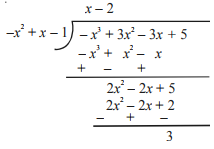 x – 2
–x² + x – 1 ) – x³ + 3x² – 3x + 5
– x³ + x² – x
+ – +
2x² – 2x + 5
2x² – 2x + 2
– + –
3